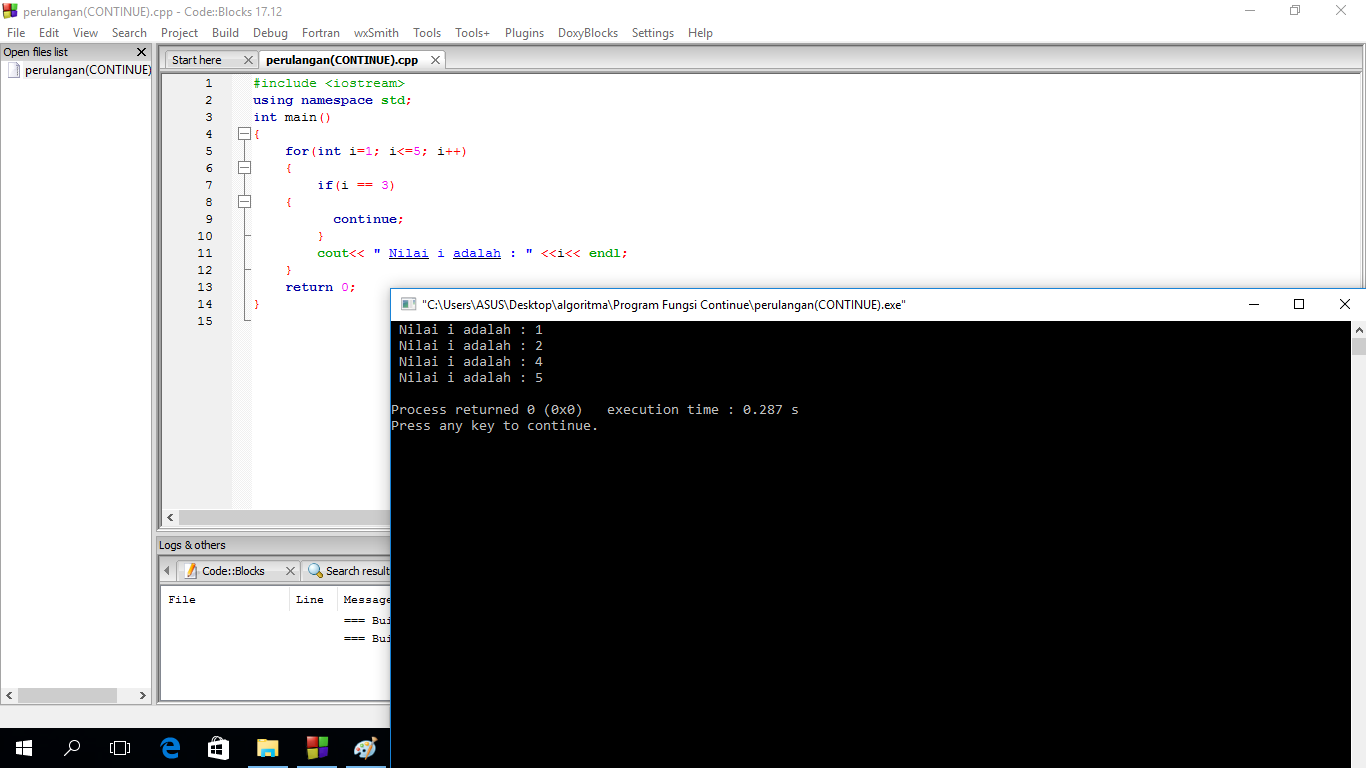 perulangan(CONTINUE).cpp - Code::Blocks 17.12
File Edit View Search Project Build Debug Fortran wxSmith Tools Tools+ Plugins DoxyBlocks Settings Help
Open files list
perulangan(CONTINUE)
Start here perulangan(CONTINUE).cpp
1 #include <iostream>
2 using namespace std;
3 int main()
4 {
5 for(int i=1; i<=5; i++)
6 {
7 if(i == 3)
8 {
9 continue;
10 }
11 cout<< " Nilai i adalah : " <<i<< endl;
12 }
13 return 0;
14 }
15
"C:\Users\ASUS\Desktop\algoritma\Program Fungsi Continue\perulangan(CONTINUE).exe"
Nilai i adalah : 1
Nilai i adalah : 2
Nilai i adalah : 4
Nilai i adalah : 5
Process returned 0 (0x0) execution time : 0.287 s
Press any key to continue.
Logs & others
Code::Blocks Search result
File Line Message
=== Bui
=== Bui